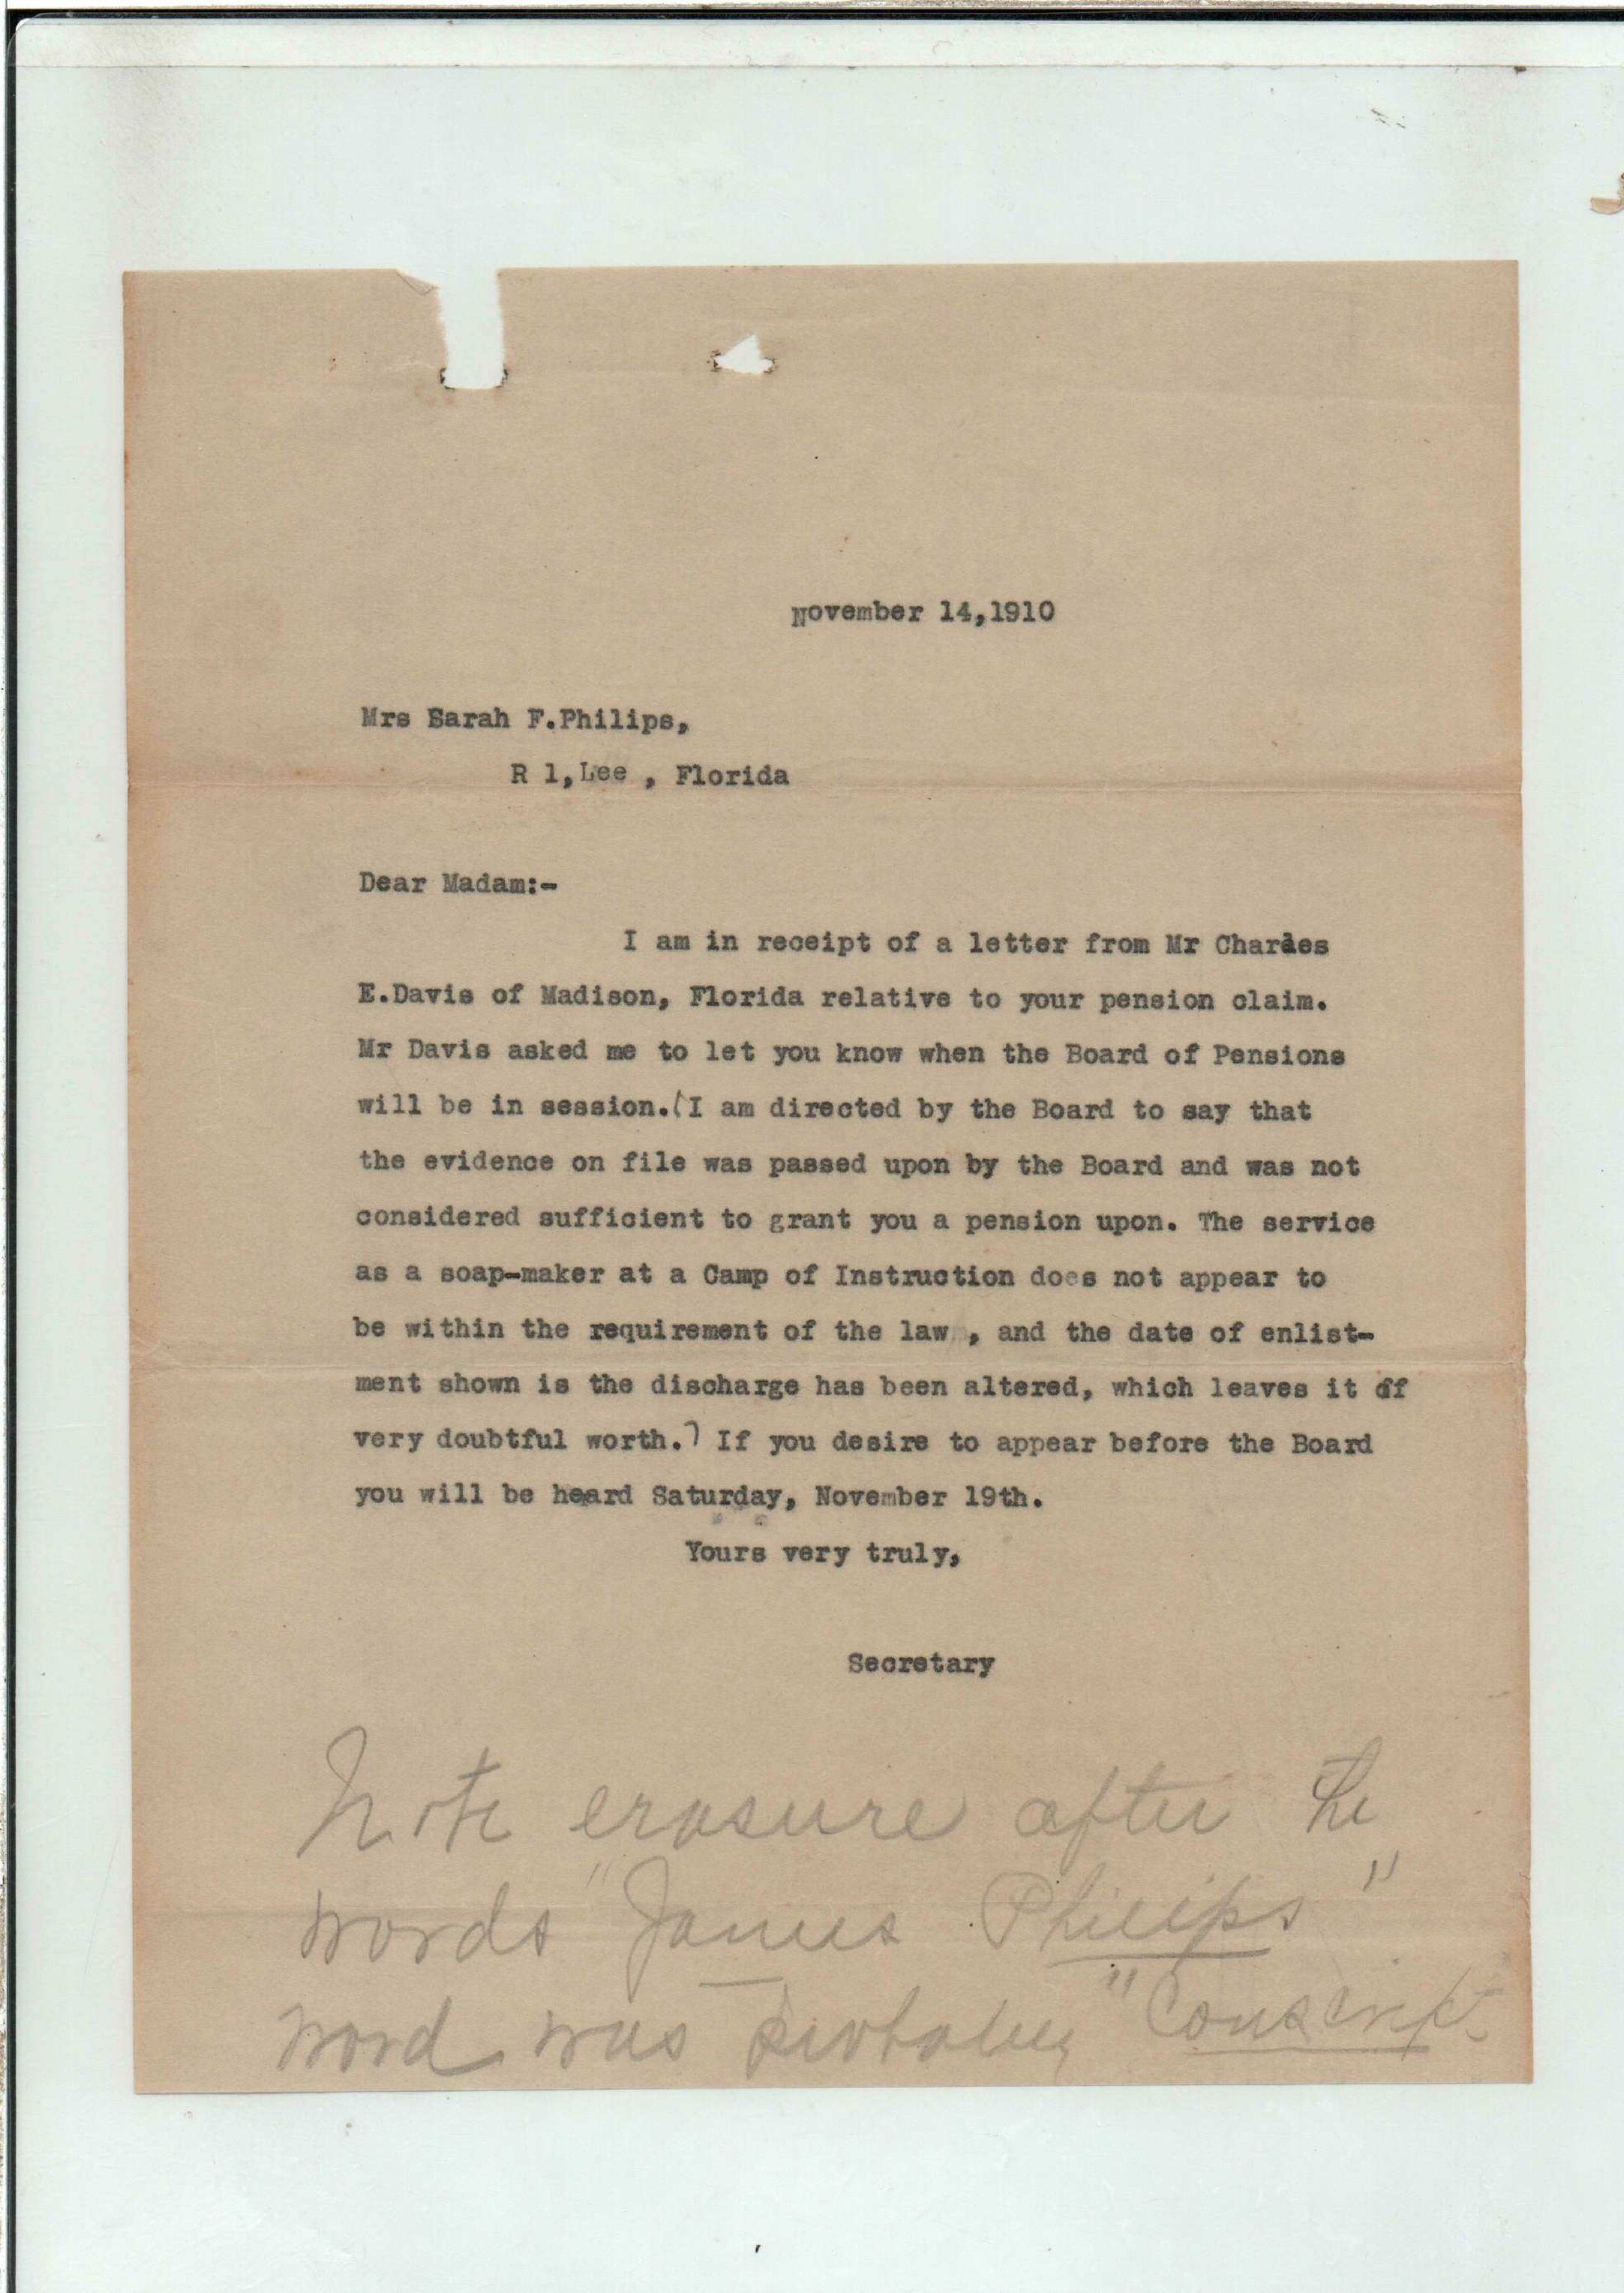 November 14,1910
Mrs Sarah F.Philips,
R 1,Lee , Florida
Dear Madam:-
I am in receipt of a letter from Mr Charles
E.Davis of Madison, Florida relative to your pension claim.
Mr Davis asked me to let you know when the Board of Pensions
will be in session.(I am directed by the Board to say that
the evidence on file was passed upon by the Board and was not
considered sufficient to grant you a pension upon. The service
as a soap-maker at a Camp of Instruction does not appear to
be within the requirement of the law , and the date of enlist-
ment shown is the discharge has been altered, which leaves it of
very doubtful worth.) If you desire to appear before the Board
you will be heard Saturday, November 19th.
Yours very truly,
Secretary
Note erasure after the
words "James Philips"
word was probably "Conscript